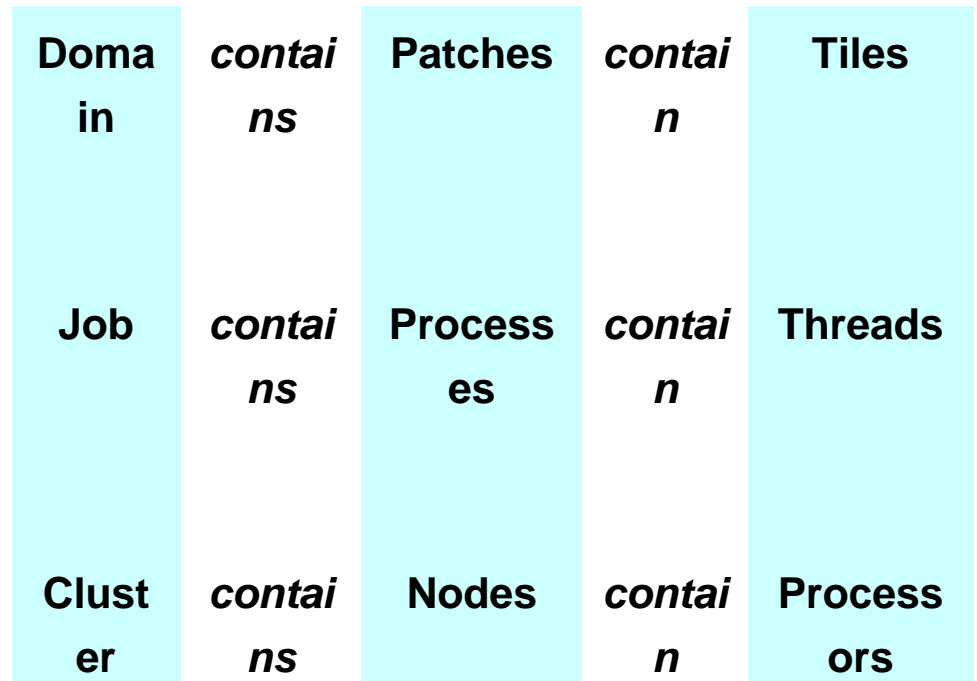 Doma contai Patches contai Tiles
in ns n
Job contai Process contai Threads
ns es n
Clust contai Nodes contai Process
er ns n ors